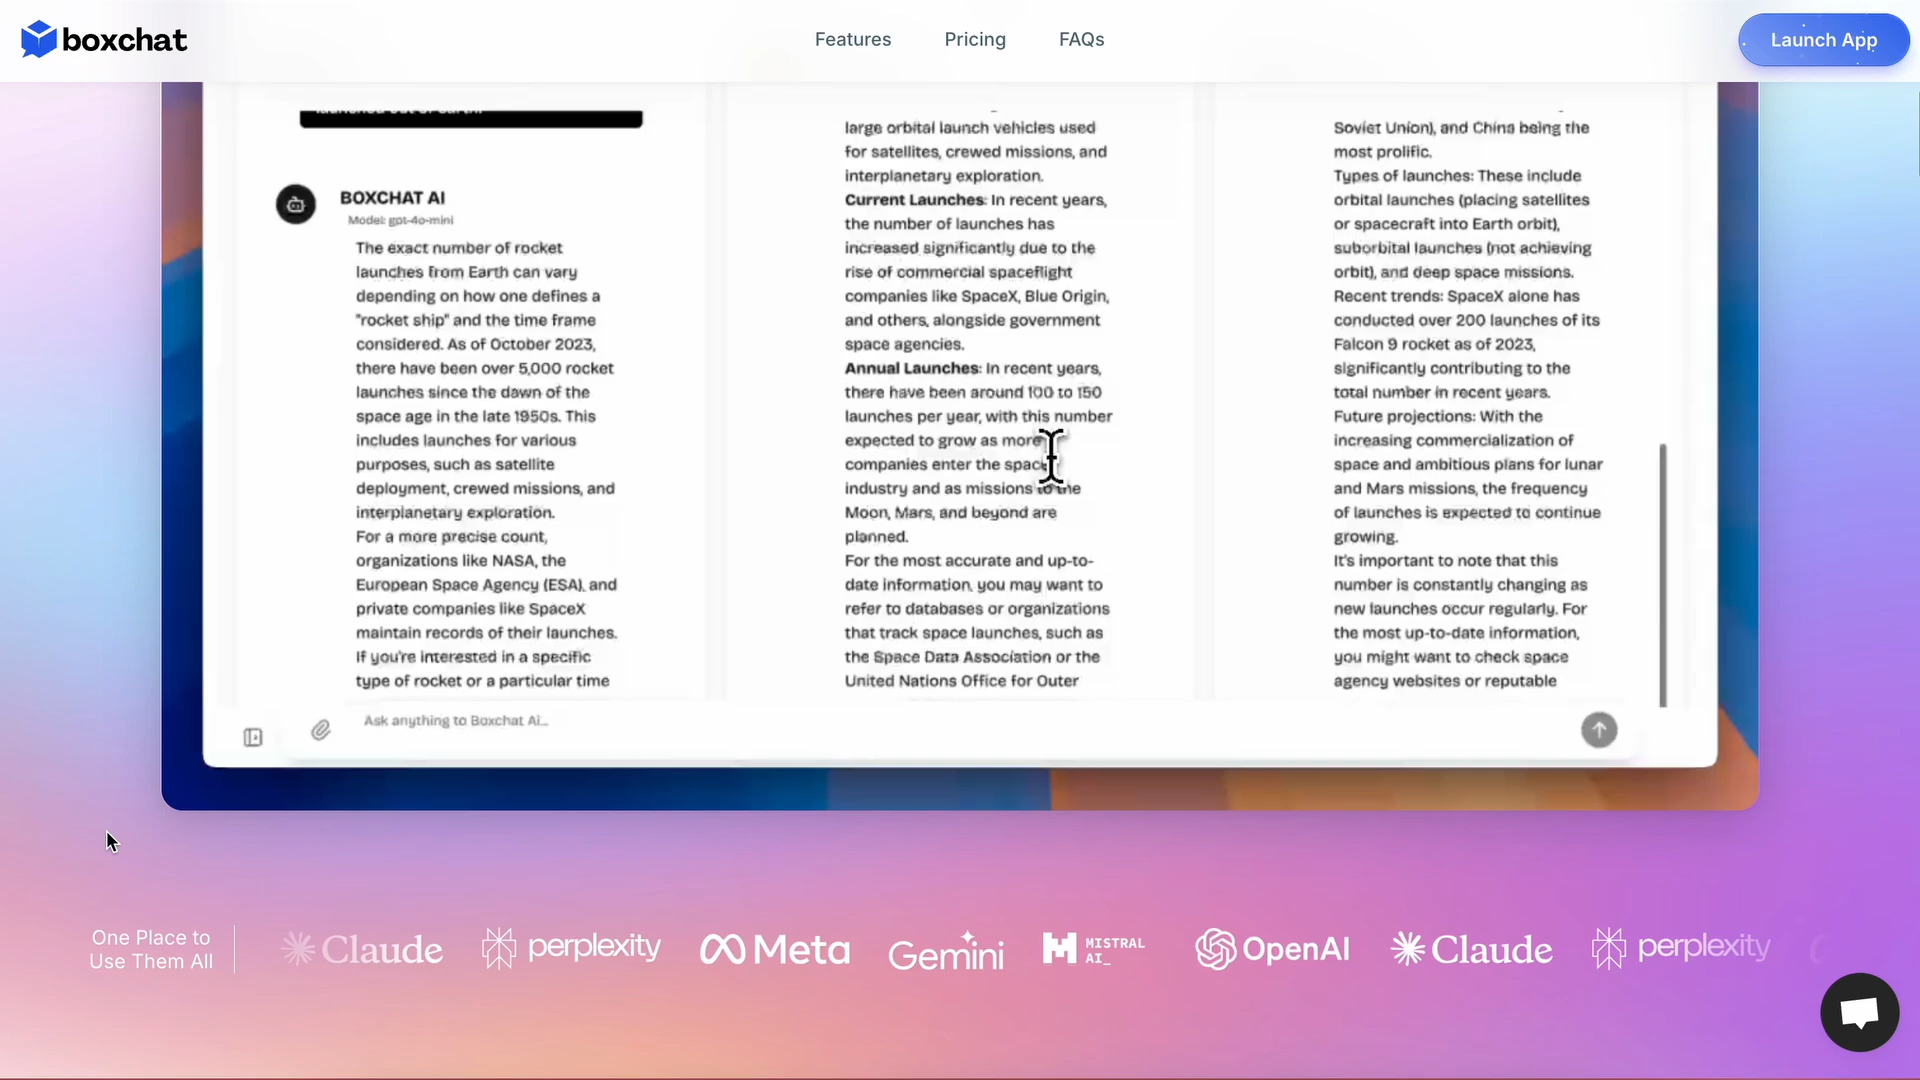 boxchat
Features
Pricing
FAQs
Launch App
BOXCHAT AI
Model: gpt-4o-mini
The exact number of rocket
launches from Earth can vary
depending on how one defines a
"rocket ship" and the time frame
considered. As of October 2023,
there have been over 5,000 rocket
launches since the dawn of the
space age in the late 1950s. This
includes launches for various
purposes, such as satellite
deployment, crewed missions, and
interplanetary exploration.
For a more precise count,
organizations like NASA, the
European Space Agency (ESA), and
private companies like SpaceX
maintain records of their launches.
If you're interested in a specific
type of rocket or a particular time
large orbital launch vehicles used
for satellites, crewed missions, and
interplanetary exploration.
Current Launches: In recent years,
the number of launches has
increased significantly due to the
rise of commercial spaceflight
companies like SpaceX, Blue Origin,
and others, alongside government
space agencies.
Annual Launches: In recent years,
there have been around 100 to 150
launches per year, with this number
expected to grow as more
companies enter the space
industry and as missions to the
Moon, Mars, and beyond are
planned.
For the most accurate and up-to-
date information, you may want to
refer to databases or organizations
that track space launches, such as
the Space Data Association or the
United Nations Office for Outer
Soviet Union), and China being the
most prolific.
Types of launches: These include
orbital launches (placing satellites
or spacecraft into Earth orbit),
suborbital launches (not achieving
orbit), and deep space missions.
Recent trends: SpaceX alone has
conducted over 200 launches of its
Falcon 9 rocket as of 2023,
significantly contributing to the
total number in recent years.
Future projections: With the
increasing commercialization of
space and ambitious plans for lunar
and Mars missions, the frequency
of launches is expected to continue
growing.
It's important to note that this
number is constantly changing as
new launches occur regularly. For
the most up-to-date information,
you might want to check space
agency websites or reputable
Ask anything to Boxchat Ai...
One Place to
Use Them All
Claude
perplexity
Meta
Gemini
MISTRAL
AI_
OpenAI
Claude
perplexity